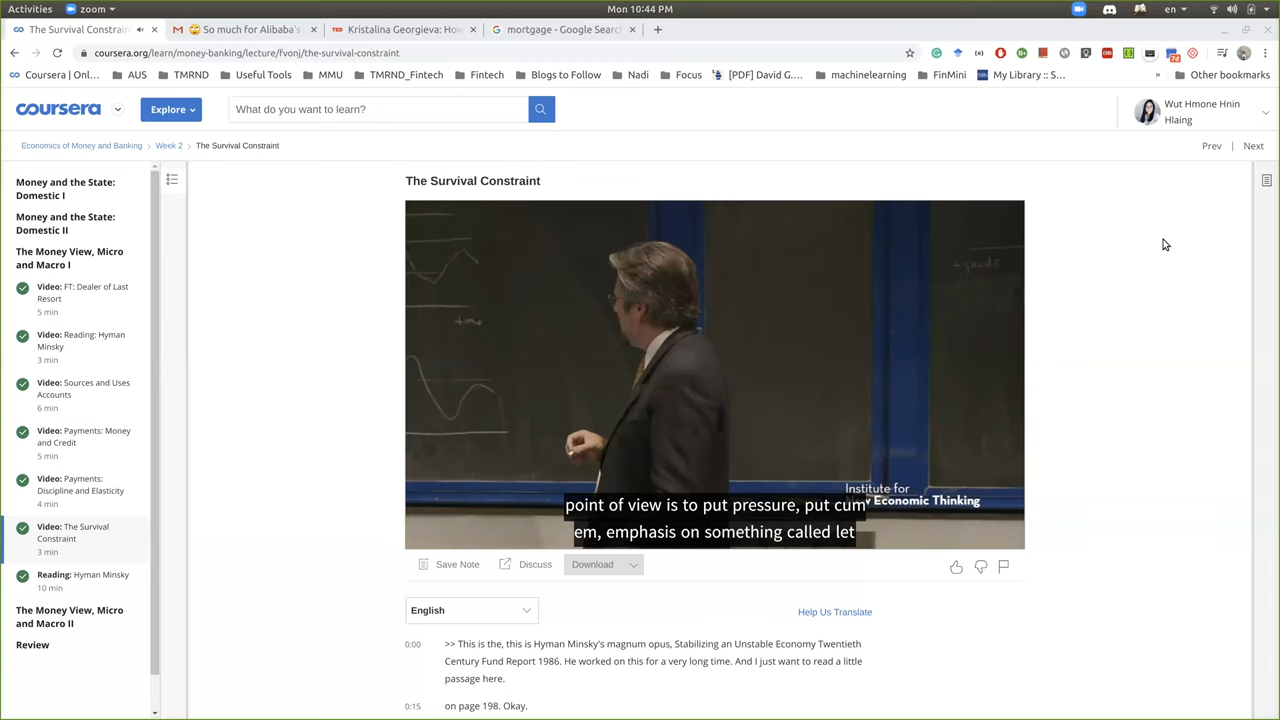 Activities
zoom
Mon 10:44 PM
en
The Survival Constrain
So much for Alibaba's
TED
Kristalina Georgieva: How
mortgage - Google Search
coursera.org/learn/money-banking/lecture/fvonj/the-survival-constraint
Coursera | Onl…
AUS
TMRND
Useful Tools
MMU
TMRND_Fintech
Fintech
Blogs to Follow
Nadi
Focus
[PDF] David G.…
machinelearning
FinMini
My Library :: S…
»
Other bookmarks
coursera
Explore
What do you want to learn?
Wut Hmone Hnin
Hlaing
Economics of Money and Banking > Week 2 > The Survival Constraint
Prev | Next
Money and the State:
Domestic I
Money and the State:
Domestic II
The Money View, Micro
and Macro I
Video: FT: Dealer of Last
Resort
5 min
Video: Reading: Hyman
Minsky
3 min
Video: Sources and Uses
Accounts
6 min
Video: Payments: Money
and Credit
5 min
Video: Payments:
Discipline and Elasticity
4 min
Video: The Survival
Constraint
3 min
Reading: Hyman Minsky
10 min
The Money View, Micro
and Macro II
Review
The Survival Constraint
Institute for
Economic Thinking
point of view is to put pressure, put cum
em, emphasis on something called let
Save Note
Discuss
Download
English
Help Us Translate
0:00
>> This is the, this is Hyman Minsky's magnum opus, Stabilizing an Unstable Economy Twentieth
Century Fund Report 1986. He worked on this for a very long time. And I just want to read a little
passage here.
0:15
on page 198. Okay.